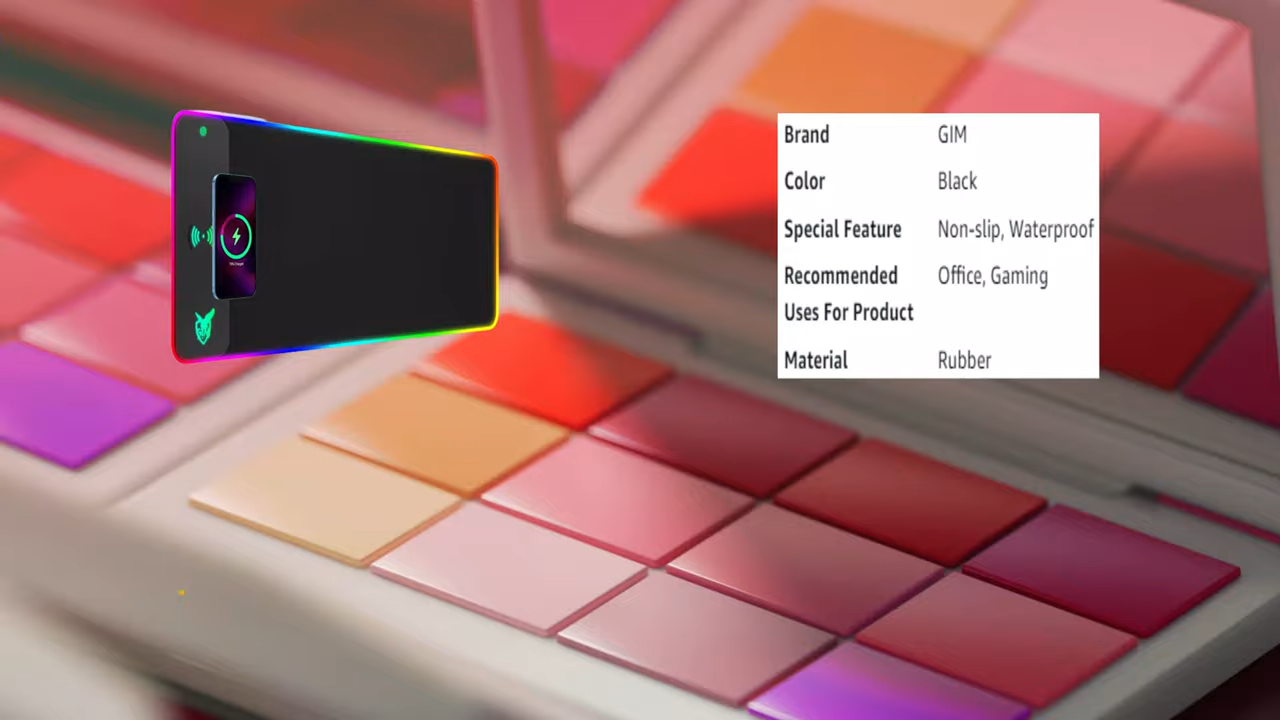 Brand GIM
Color Black
Special Feature Non-slip, Waterproof
Recommended Office, Gaming
Uses For Product
Material Rubber